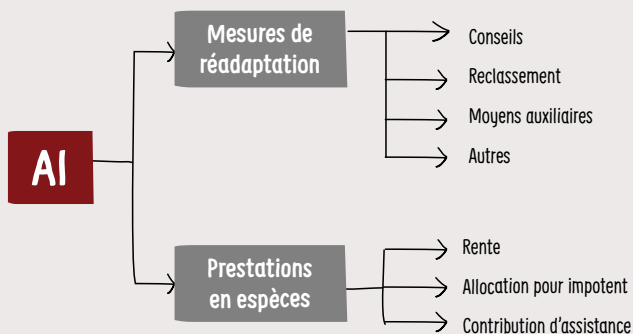 AI
Mesures de
réadaptation
Conseils
Reclassement
Moyens auxiliaires
Autres
Prestations
en espèces
Rente
Allocation pour impotent
Contribution d'assistance